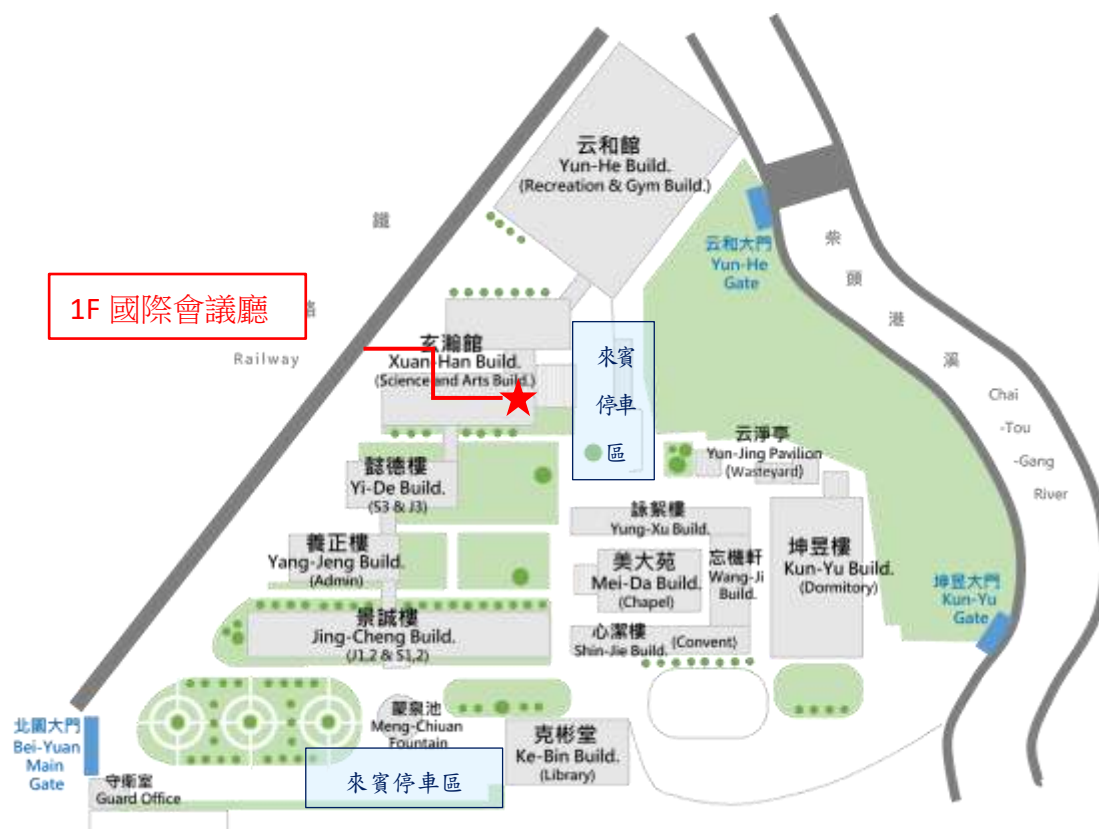 云和館
Yun-He Build.
(Recreation & Gym Build.)
鐵
云和大門
Yun-He
Gate
柴
頭
港
溪
Chai
-Tou
-Gang
River
1F 國際會議廳
路
Railway
玄瀚館
Xuan-Han Build.
(Science and Arts Build.)
來賓
停車
區
云淨亭
Yun-Jing Pavilion
(Wasteyard)
懿德樓
Yi-De Build.
(S3 & J3)
詠絮樓
Yung-Xu Build.
養正樓
Yang-Jeng Build.
(Admin)
美大苑
Mei-Da Build.
(Chapel)
忘機軒
Wang-Ji
Build.
坤昱樓
Kun-Yu Build.
(Dormitory)
坤昱大門
Kun-Yu
Gate
景誠樓
Jing-Cheng Build.
(J1,2 & S1,2)
心潔樓
Shin-Jie Build.
(Convent)
北園大門
Bei-Yuan
Main
Gate
蒙泉池
Meng-Chiuan
Fountain
克彬堂
Ke-Bin Build.
(Library)
守衛室
Guard Office
來賓停車區